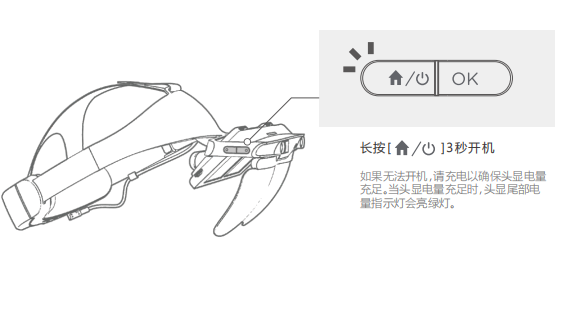 OK
长按[ / ]3秒开机
如果无法开机,请充电以确保头显电量
充足。当头显电量充足时,头显尾部电
量指示灯会亮绿灯。